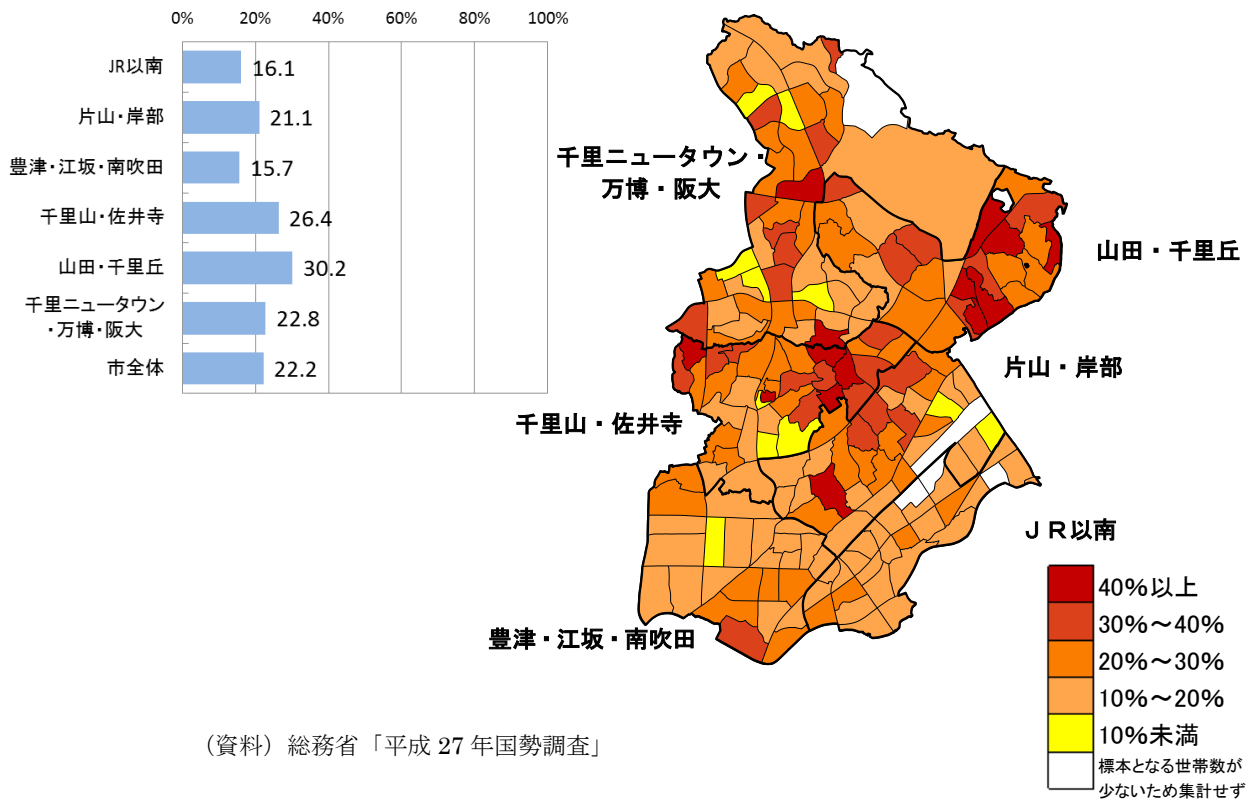 0% 20% 40% 60% 80% 100%
JR以南 16.1
片山・岸部 21.1
豊津・江坂・南吹田 15.7
千里山・佐井寺 26.4
山田・千里丘 30.2
千里ニュータウン
・万博・阪大 22.8
市全体 22.2
千里ニュータウン・
万博・阪大
山田・千里丘
片山・岸部
千里山・佐井寺
ＪＲ以南
豊津・江坂・南吹田
40%以上
30%～40%
20%～30%
10%～20%
10%未満
標本となる世帯数が
少ないため集計せず
（資料）総務省「平成 27 年国勢調査」